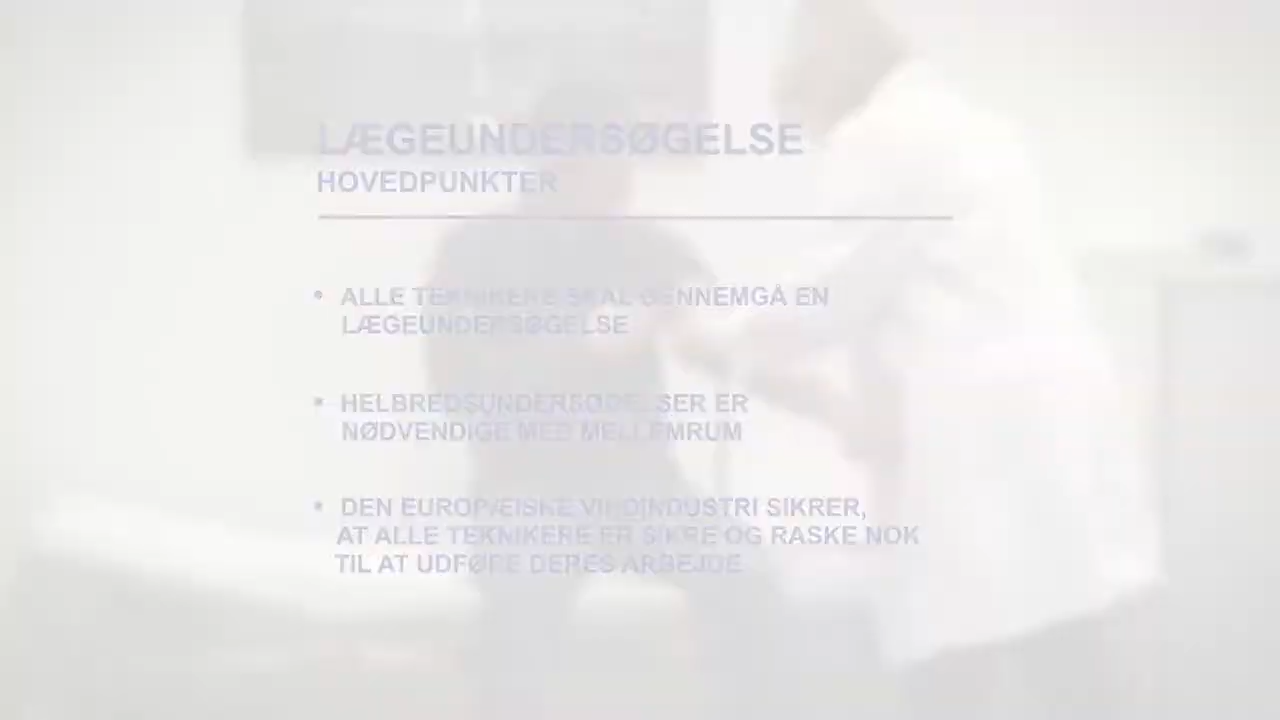 LÆGEUNDERSØGELSE
HOVEDPUNKTER
• ALLE TEKNIKERE SKAL GENNEMGÅ EN
LÆGEUNDERSØGELSE
• HELBREDSUNDERSØGELSER ER
NØDVENDIGE MED MELLEMRUM
• DEN EUROPÆISKE VINDINDUSTRI SIKRER,
AT ALLE TEKNIKERE ER SIKRE OG RASKE NOK
TIL AT UDFØRE DERES ARBEJDE